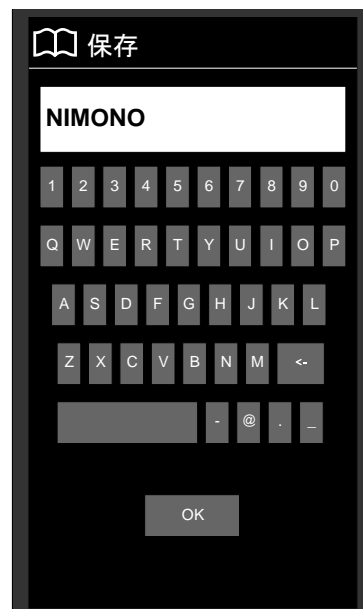 保存
NIMONO
1 2 3 4 5 6 7 8 9 0
Q W E R T Y U I O P
A S D F G H J K L
Z X C V B N M <-
- @ . _
OK